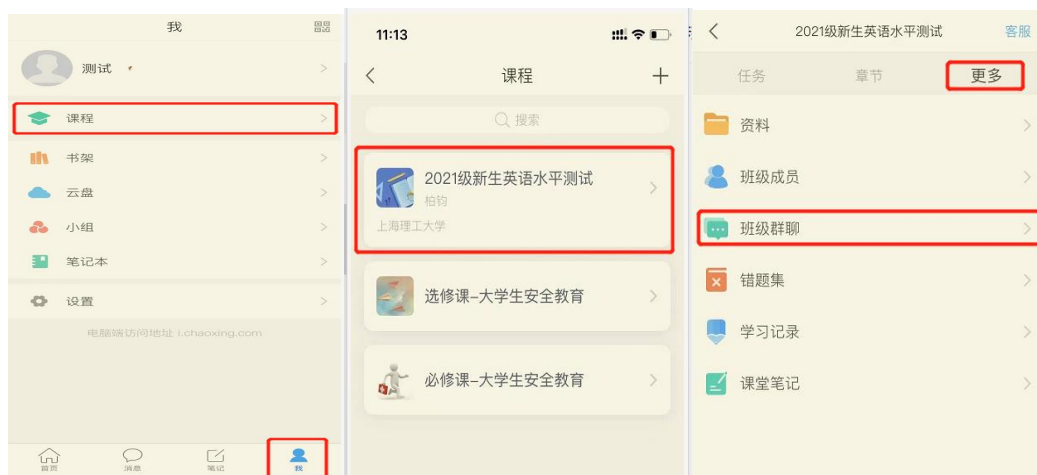 我
测试
课程
书架
云盘
小组
笔记本
设置
电脑端访问地址 i.chaoxing.com
首页
消息
笔记
我
11:13
课程
搜索
2021级新生英语水平测试
柏钧
上海理工大学
选修课-大学生安全教育
必修课-大学生安全教育
2021级新生英语水平测试
客服
任务
章节
更多
资料
班级成员
班级群聊
错题集
学习记录
课堂笔记